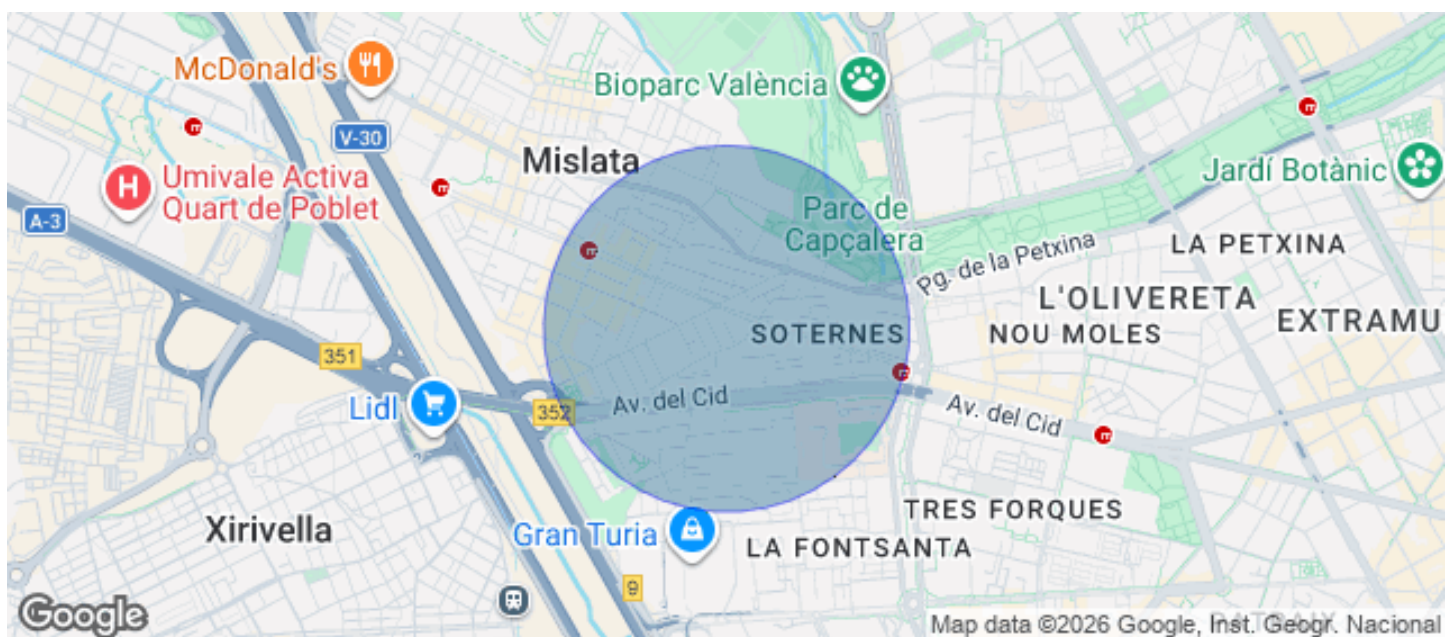 McDonald's
Bioparc València
V-30
Mislata
Umivale Activa
Quart de Poblet
H
Jardí Botànic
A-3
Parc de
Capçalera
Pg. de la Petxina
LA PETXINA
L'OLIVERETA
EXTRAMU
SOTERNES
NOU MOLES
351
Lidl
352
Av. del Cid
Av. del Cid
Xirivella
Gran Turia
TRES FORQUES
LA FONTSANTA
9
Google
Map data ©2026 Google, Inst. Geogr. Nacional